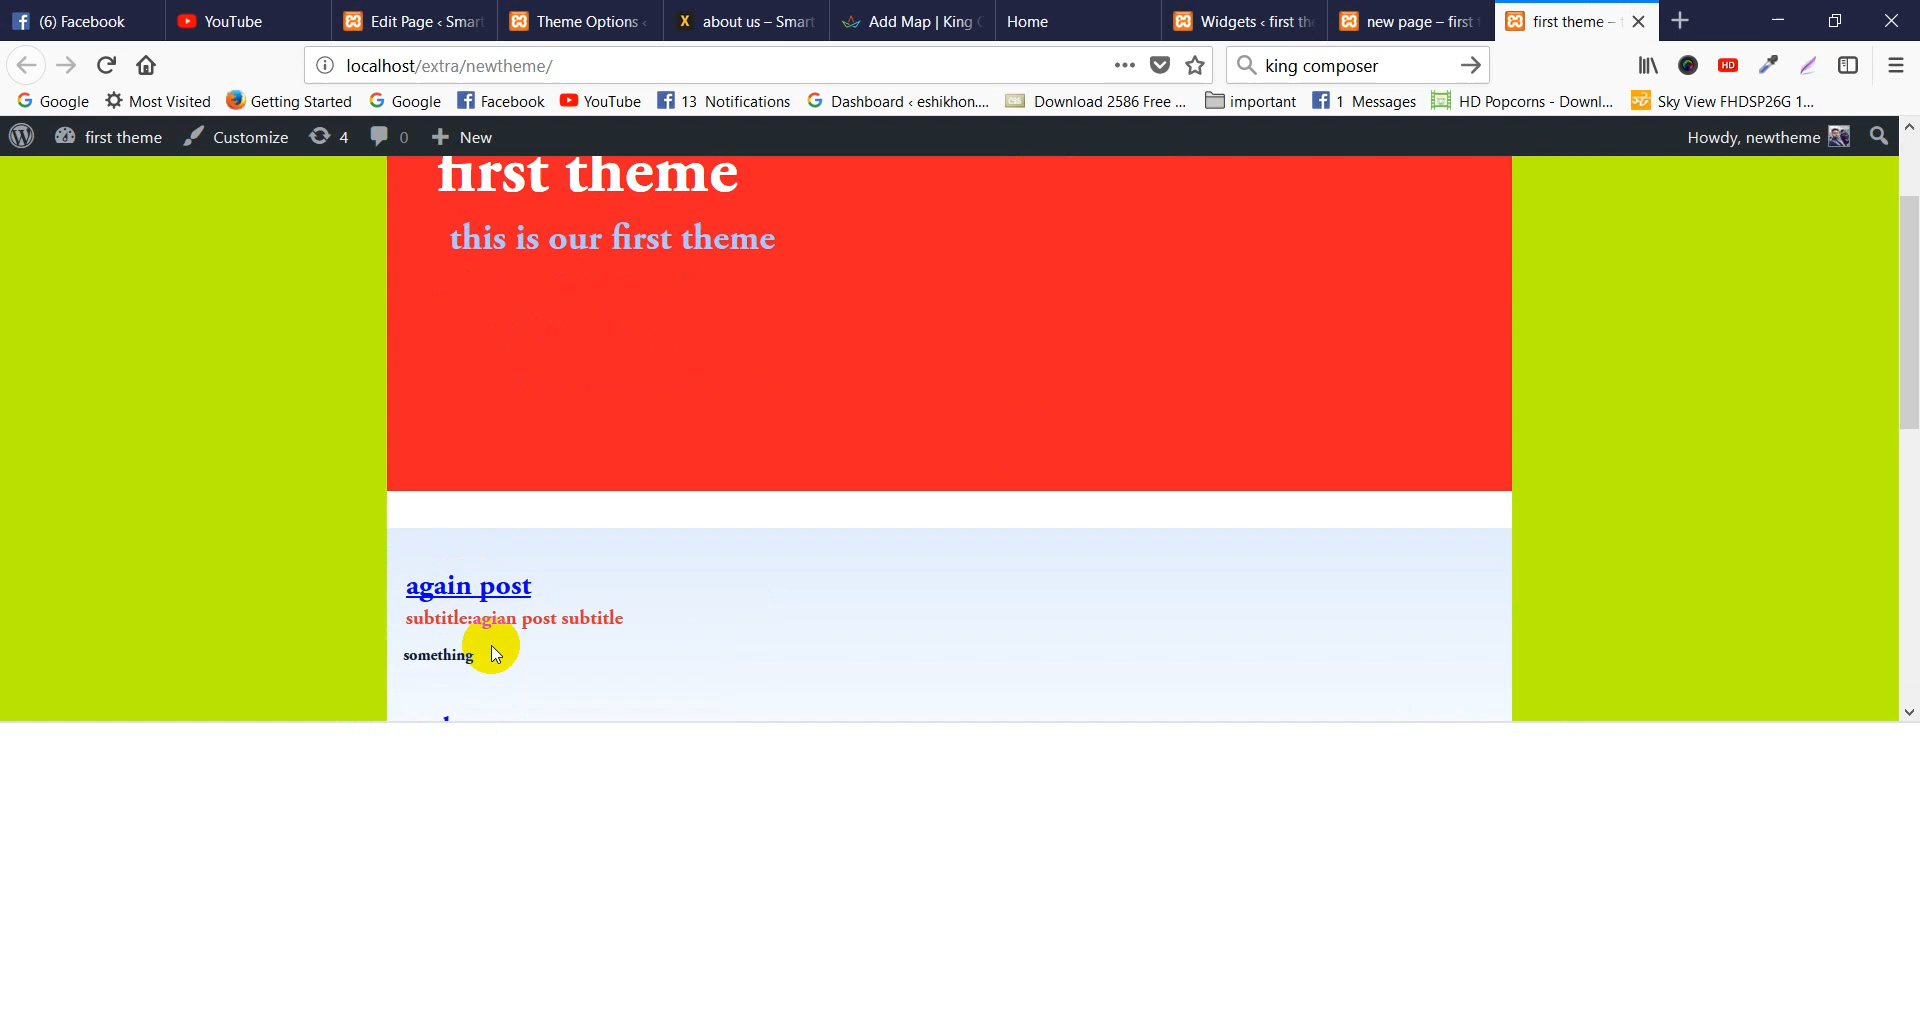 (6) Facebook
YouTube
Edit Page ‹ Smart
Theme Options ‹
about us – Smart
Add Map | King
Home
Widgets ‹ first th
new page – first
first theme –
localhost/extra/newtheme/
king composer
HD
Google
Most Visited
Getting Started
Google
Facebook
YouTube
13 Notifications
Dashboard ‹ eshikhon....
Download 2586 Free ...
important
1 Messages
HD Popcorns - Downl...
Sky View FHDSP26G 1...
first theme
Customize
4
0
New
Howdy, newtheme
first theme
this is our first theme
again post
subtitle:agian post subtitle
something